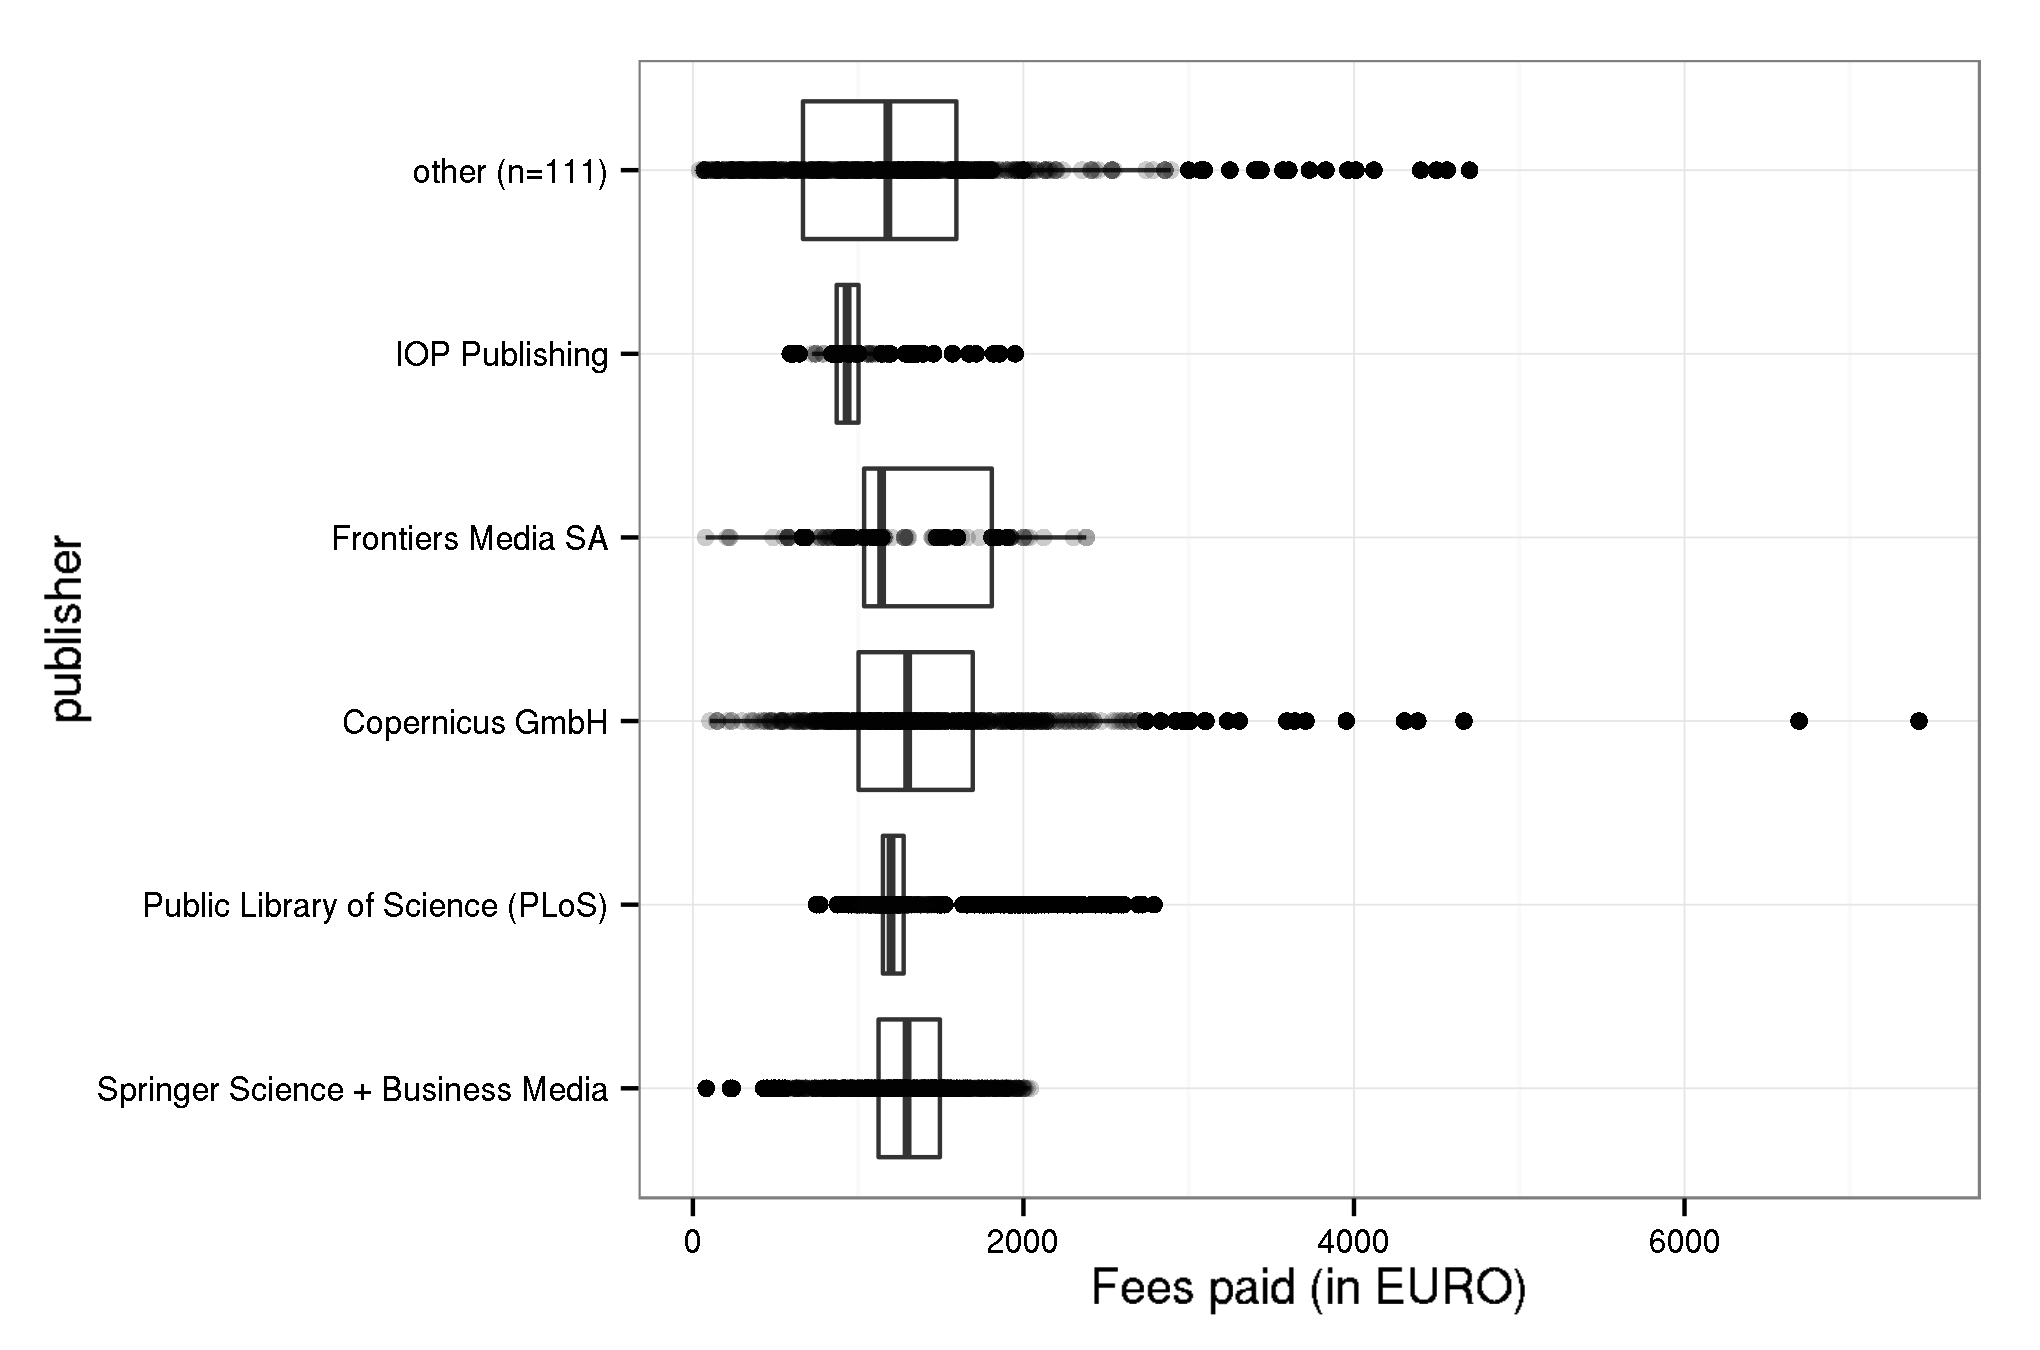 other (n=111)
IOP Publishing
Frontiers Media SA
Copernicus GmbH
Public Library of Science (PLoS)
Springer Science + Business Media
publisher
0 2000 4000 6000
Fees paid (in EURO)